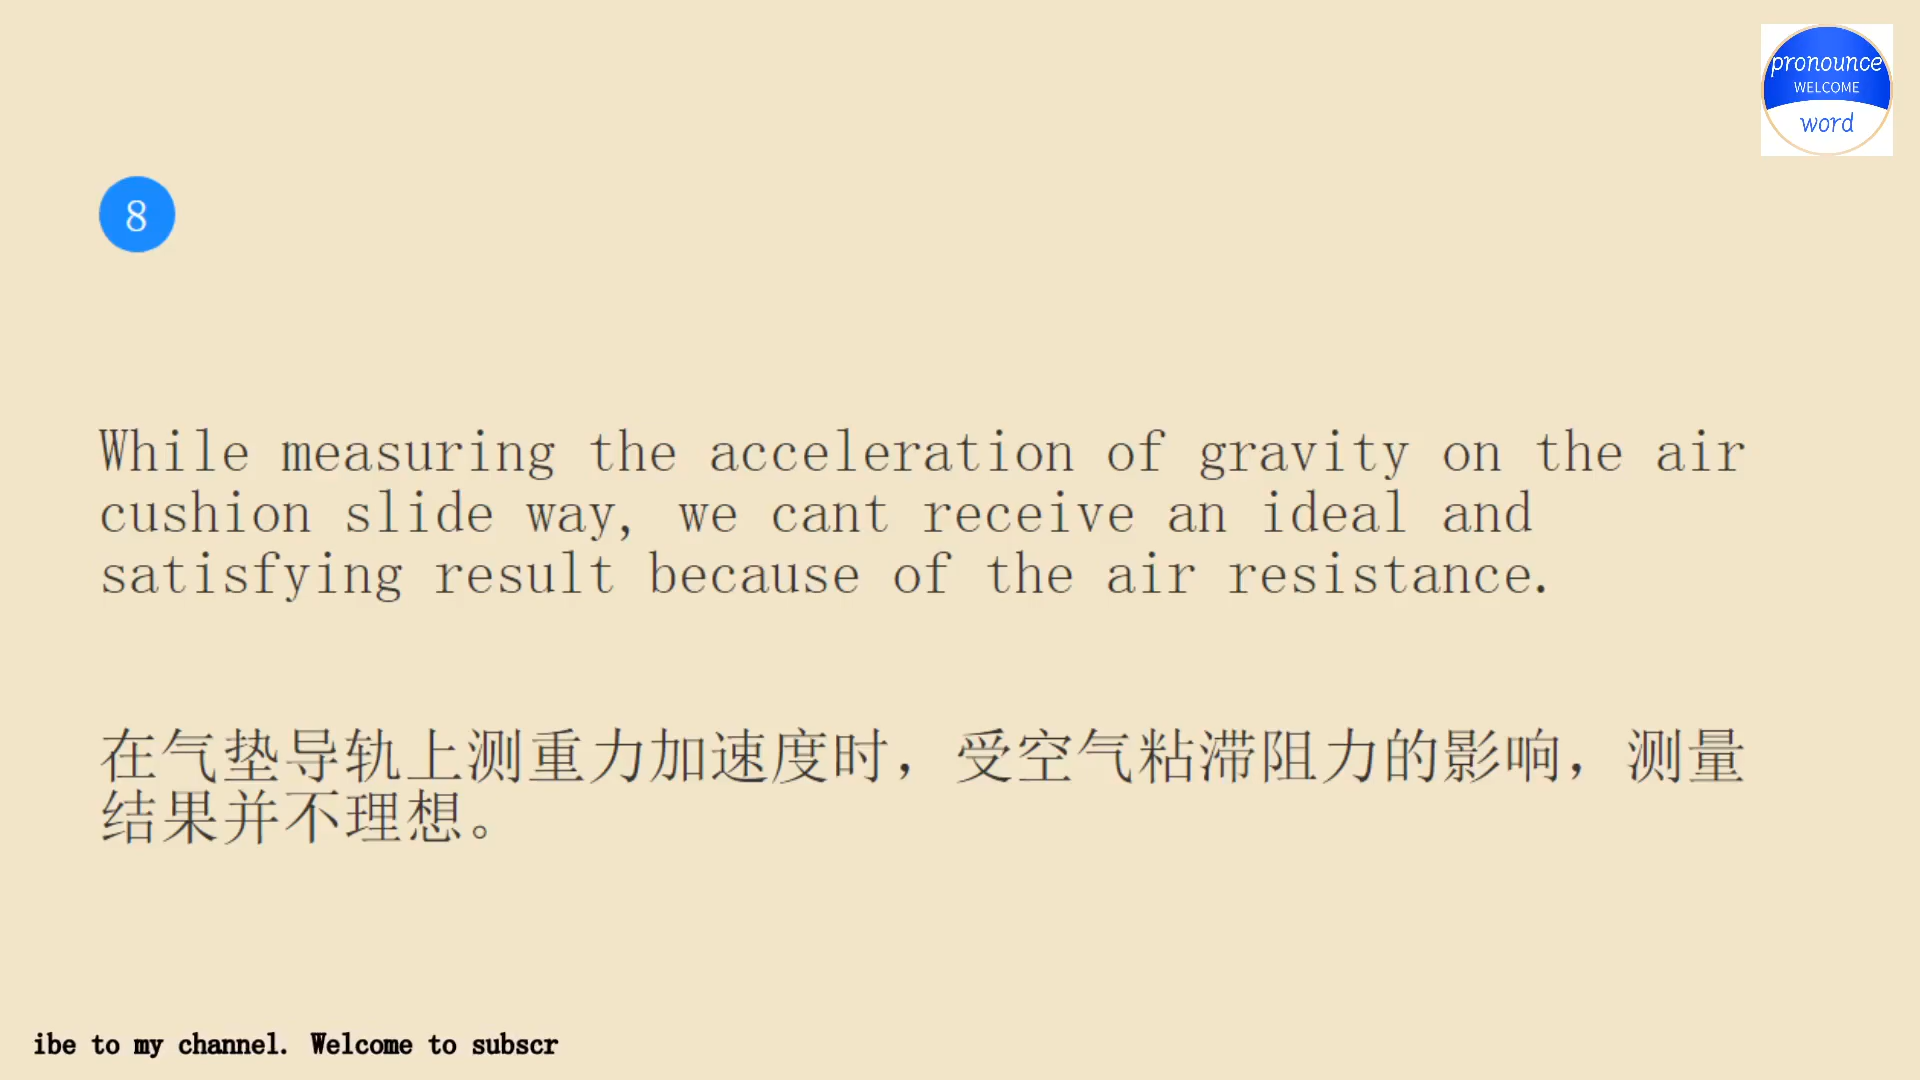 pronounce
WELCOME
word
8
While measuring the acceleration of gravity on the air
cushion slide way, we cant receive an ideal and
satisfying result because of the air resistance.
在气垫导轨上测重力加速度时，受空气粘滞阻力的影响，测量
结果并不理想。
ibe to my channel. Welcome to subscr